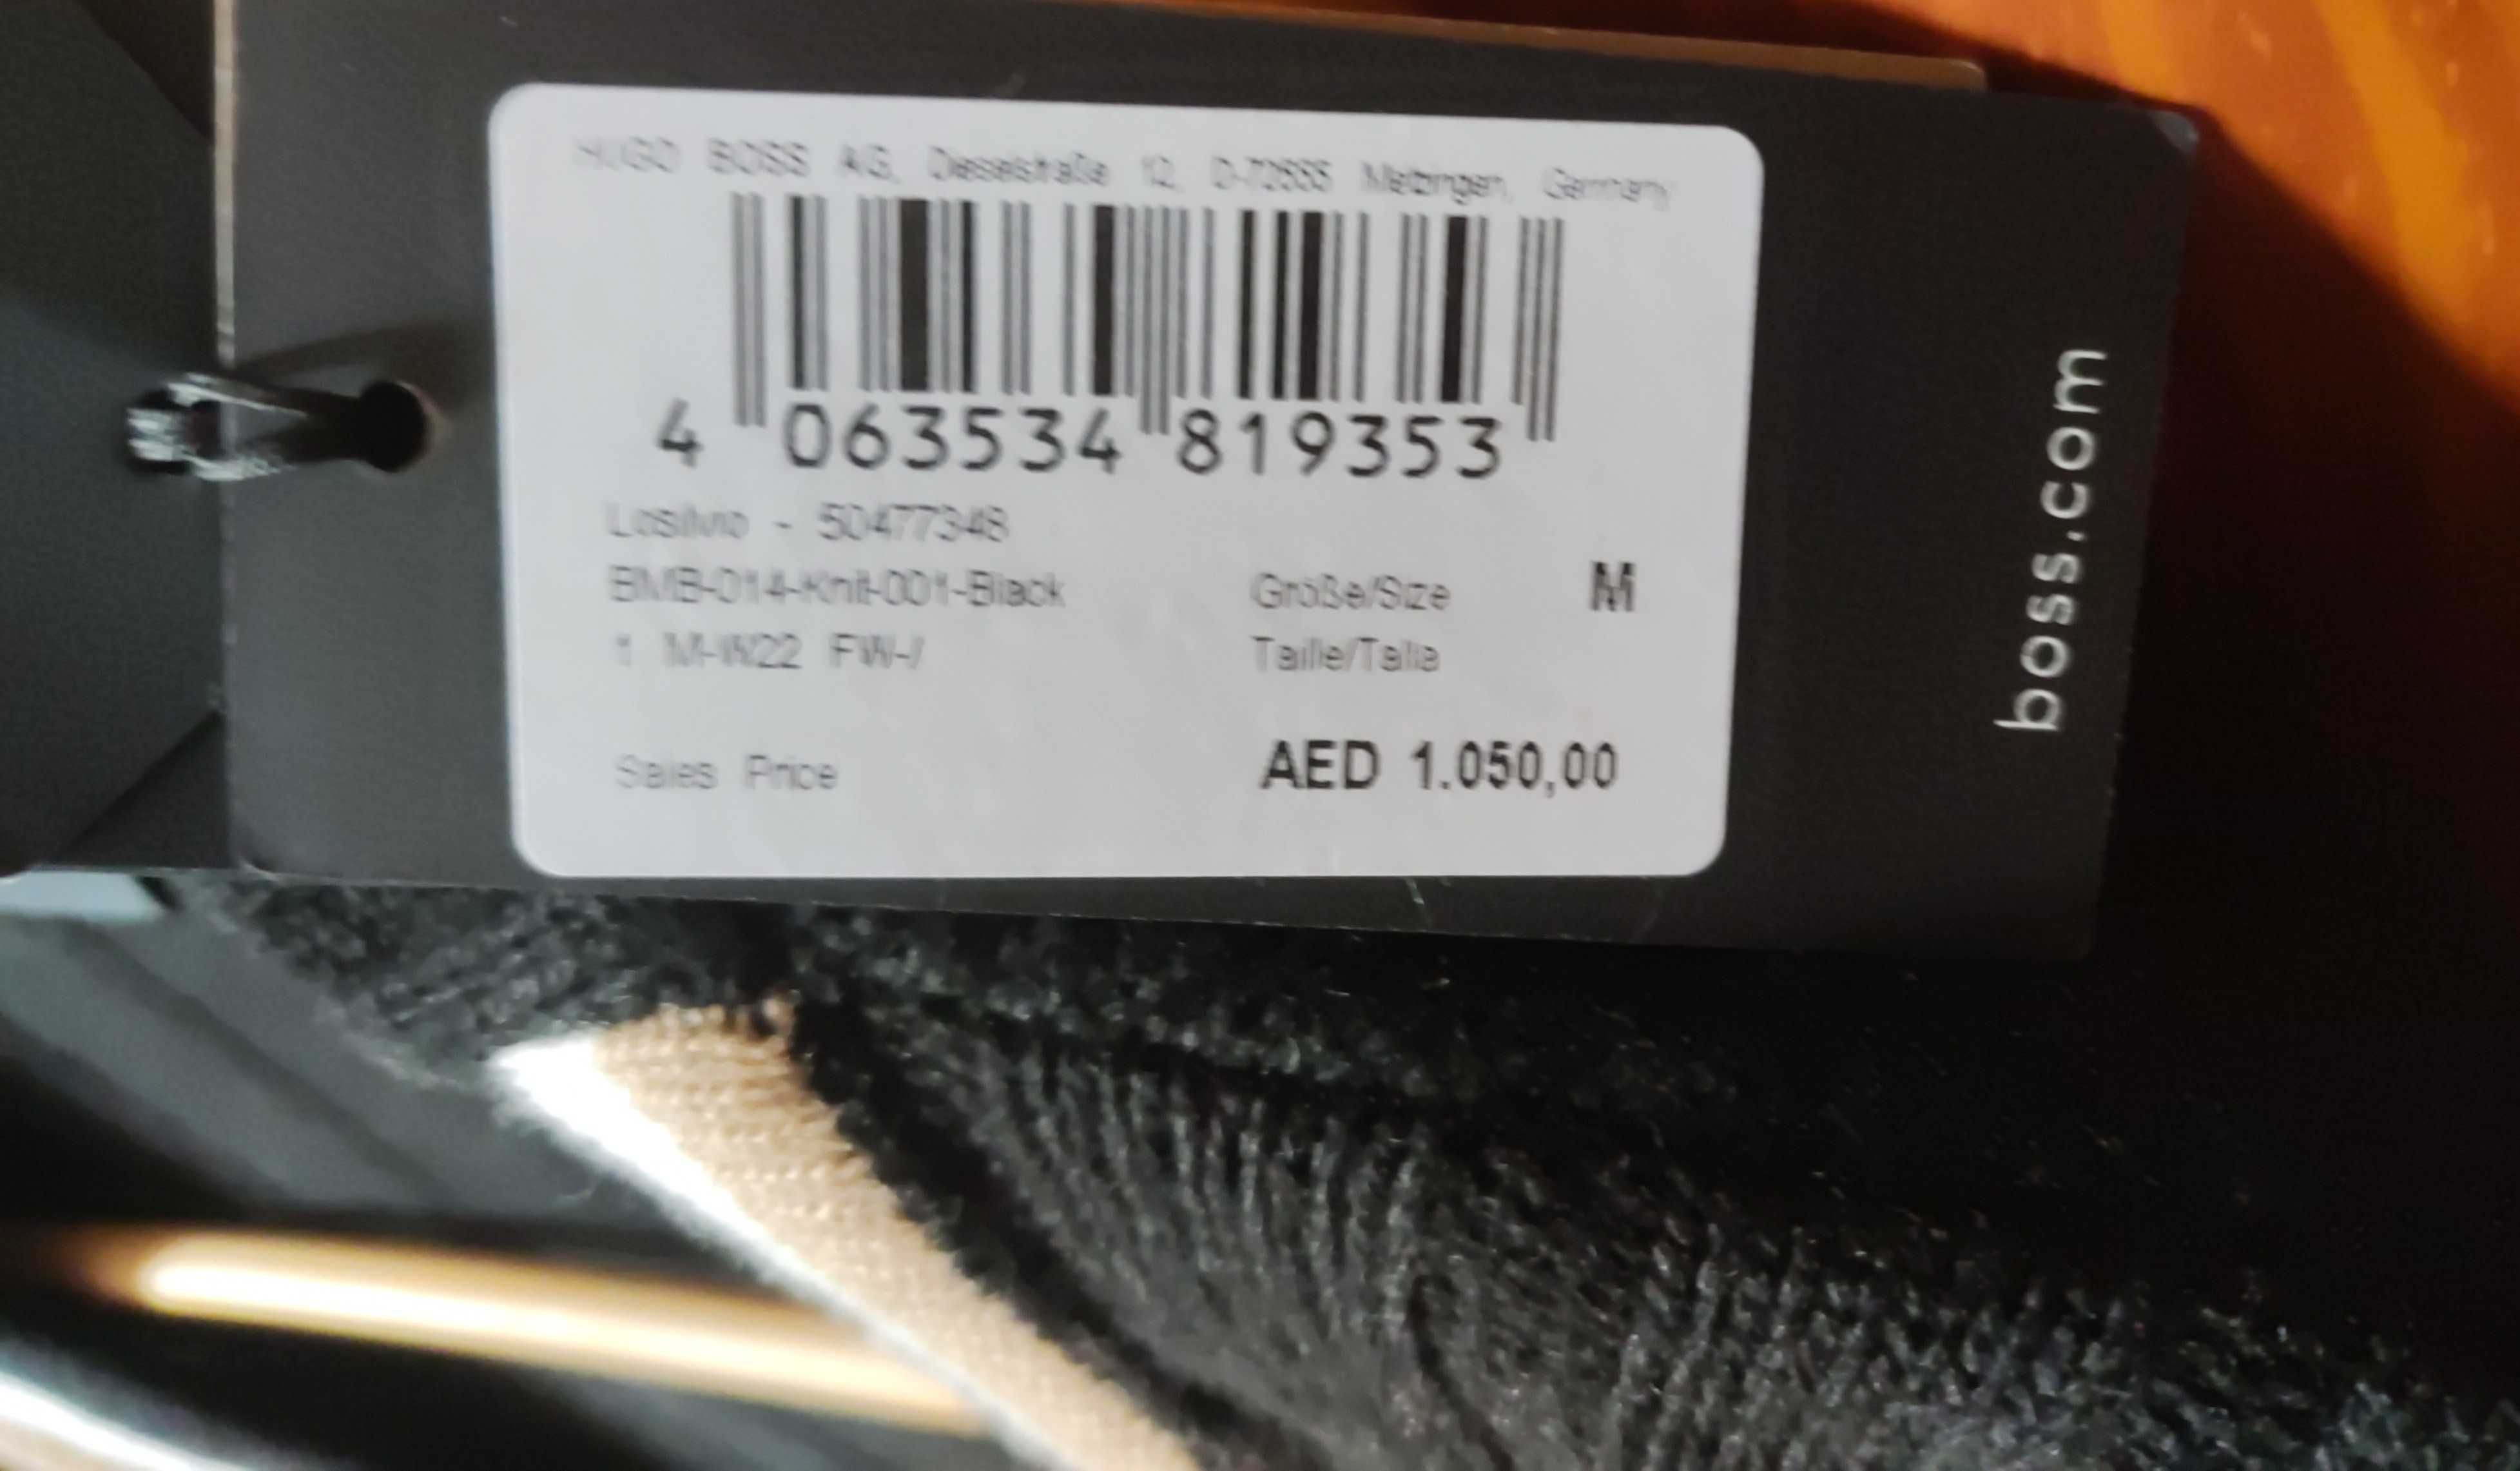 HUGO BOSS AG, Dieselstraße 12, D-72555 Metzingen, Germany
4 063534 819353
Losilvio - 50477348
BMB-014-Knit-001-Black
Größe/Size M
1 M-W22 FW-/
Taille/Talla
Sales Price AED 1.050,00
boss.com